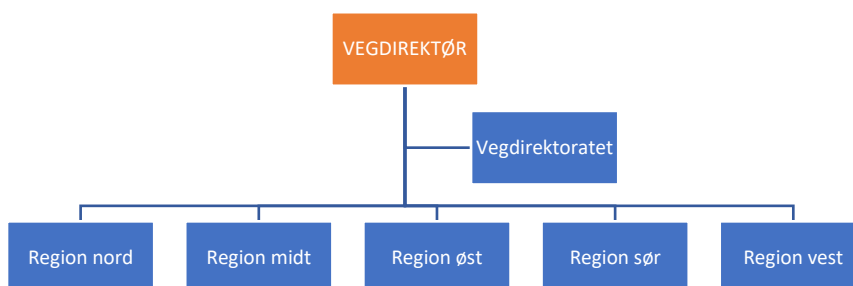 VEGDIREKTØR
Vegdirektoratet
Region nord
Region midt
Region øst
Region sør
Region vest